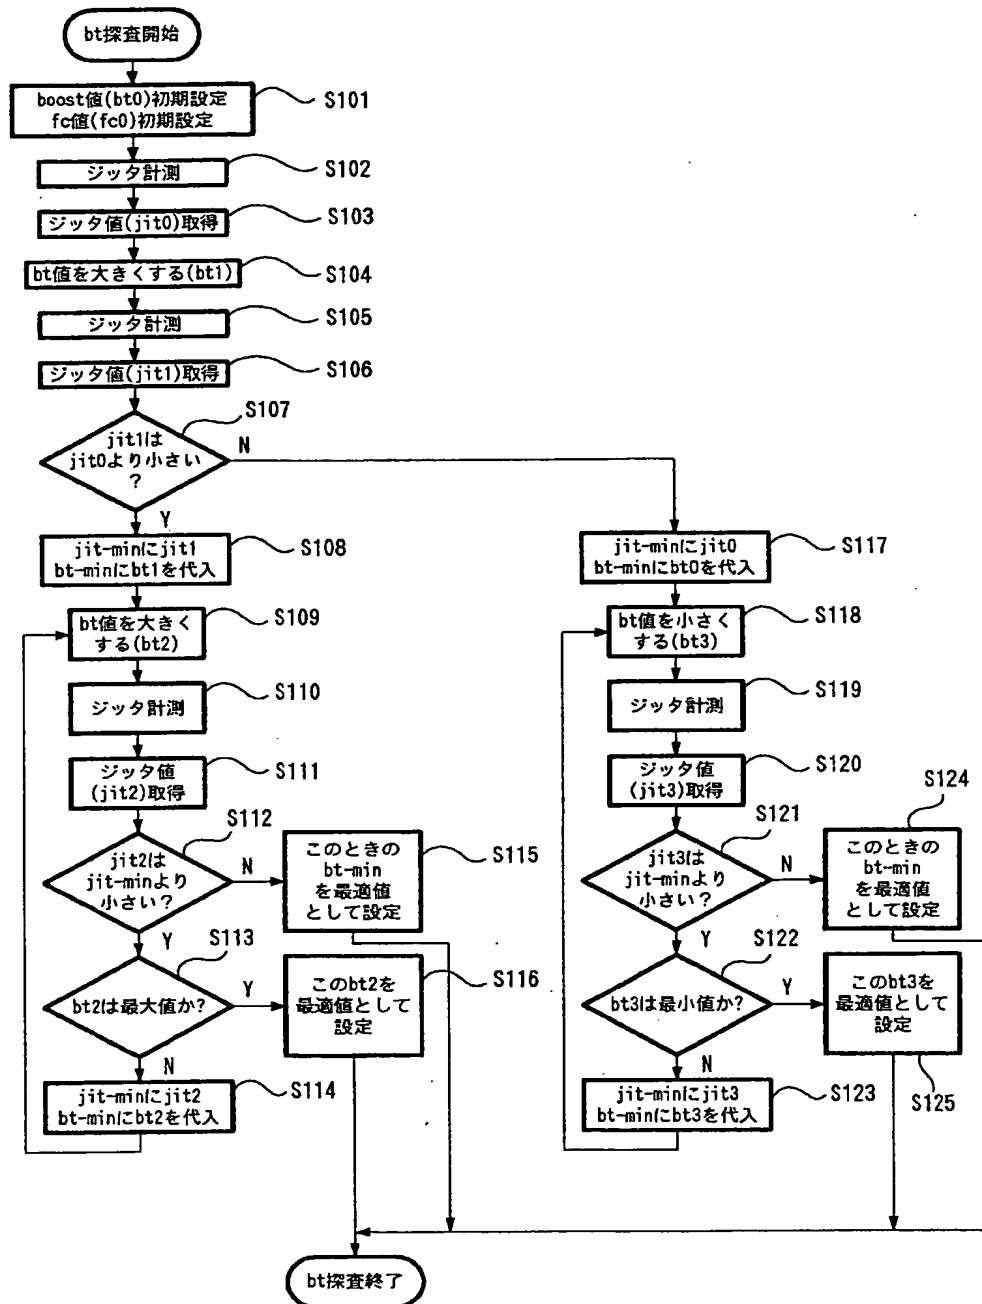 bt探査開始
boost値(bt0)初期設定
fc値(fc0)初期設定
S101
ジッタ計測
S102
ジッタ値(jit0)取得
S103
bt値を大きくする(bt1)
S104
ジッタ計測
S105
ジッタ値(jit1)取得
S106
S107
jit1は
jit0より小さい
?
N
Y
jit-minにjit1
bt-minにbt1を代入
S108
bt値を大きく
する(bt2)
S109
ジッタ計測
S110
ジッタ値
(jit2)取得
S111
S112
jit2は
jit-minより
小さい?
N
Y
このときの
bt-min
を最適値
として設定
S115
S113
bt2は最大値か?
Y
N
このbt2を
最適値として
設定
S116
jit-minにjit2
bt-minにbt2を代入
S114
jit-minにjit0
bt-minにbt0を代入
S117
bt値を小さく
する(bt3)
S118
ジッタ計測
S119
ジッタ値
(jit3)取得
S120
S121
jit3は
jit-minより
小さい?
N
Y
S124
このときの
bt-min
を最適値
として設定
S122
bt3は最小値か?
Y
N
このbt3を
最適値として
設定
S125
jit-minにjit3
bt-minにbt3を代入
S123
bt探査終了